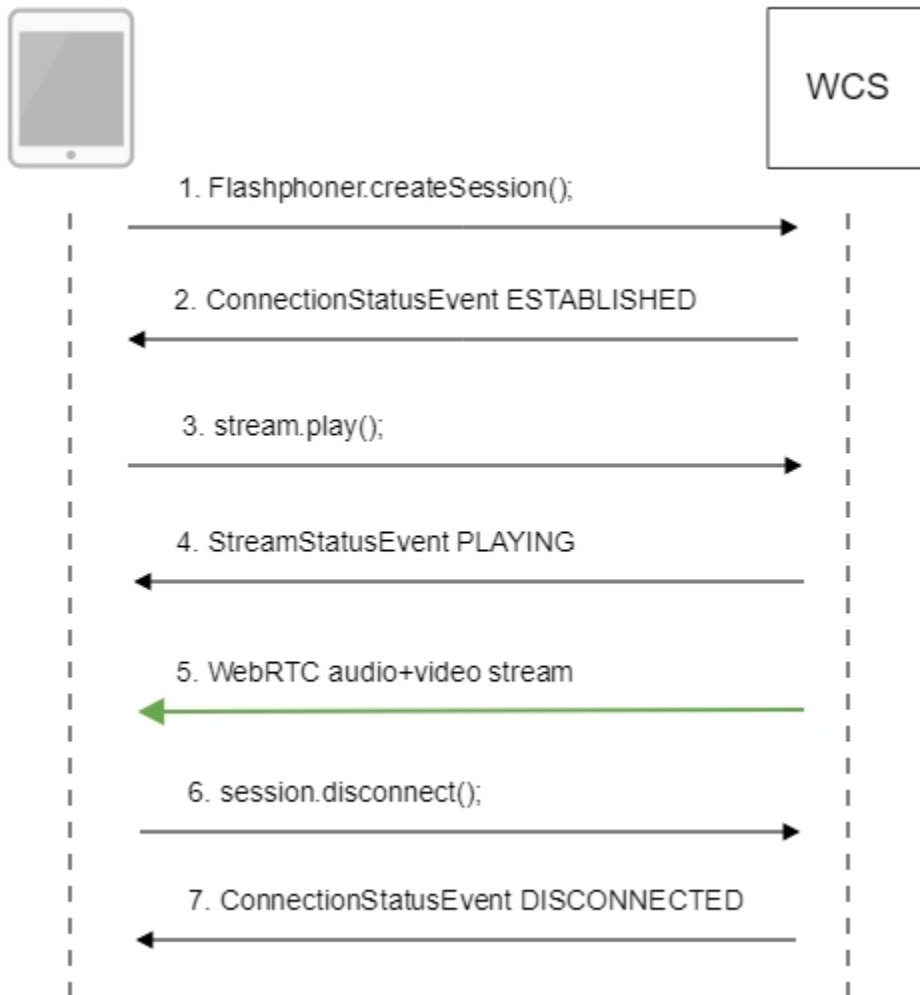 WCS
1. Flashphoner.createSession();
2. ConnectionStatusEvent ESTABLISHED
3. stream.play();
4. StreamStatusEvent PLAYING
5. WebRTC audio+video stream
6. session.disconnect();
7. ConnectionStatusEvent DISCONNECTED